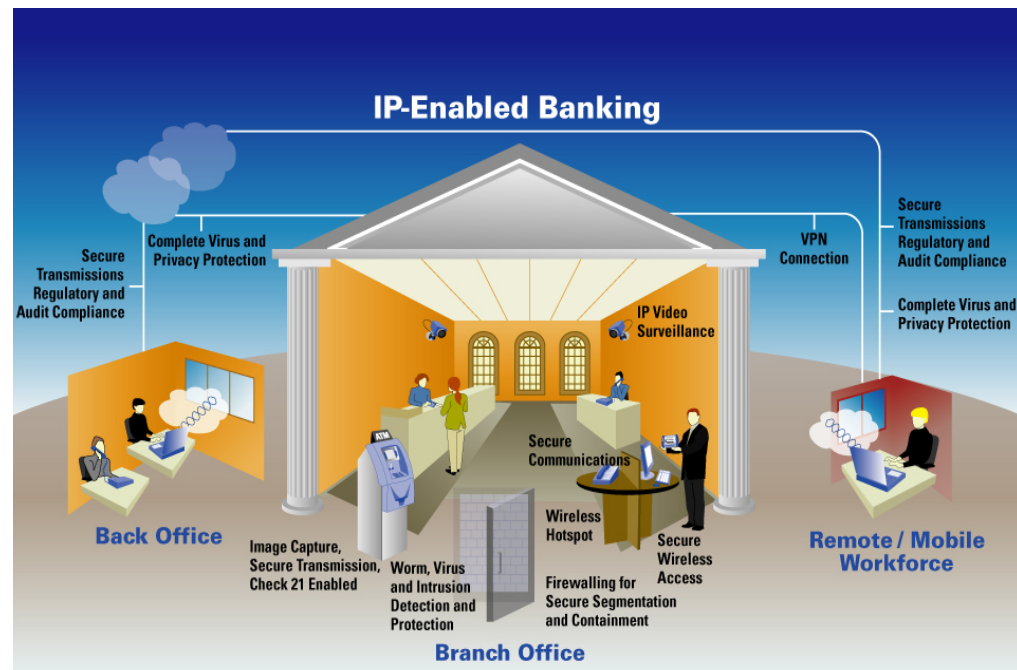 IP-Enabled Banking
Secure
Transmissions
Regulatory and
Audit Compliance
Complete Virus and
Privacy Protection
VPN
Connection
Secure
Transmissions
Regulatory and
Audit Compliance
Complete Virus and
Privacy Protection
IP Video
Surveillance
ATM
Secure
Communications
Wireless
Hotspot
Secure
Wireless
Access
Back Office
Image Capture,
Secure Transmission,
Check 21 Enabled
Worm, Virus
and Intrusion
Detection and
Protection
Firewalling for
Secure Segmentation
and Containment
Remote / Mobile
Workforce
Branch Office